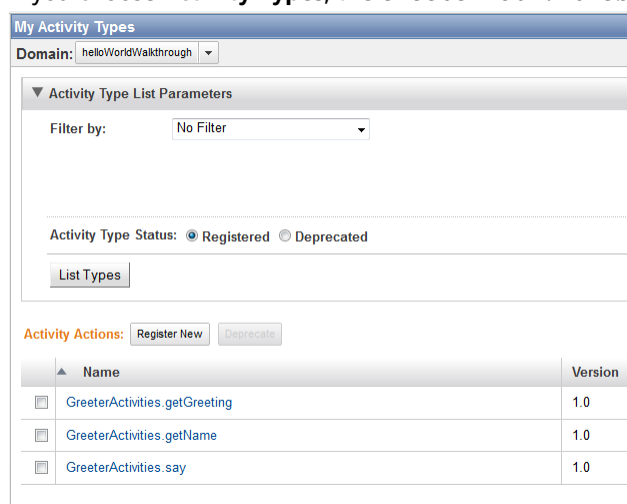 My Activity Types
Domain: helloWorldWalkthrough
Activity Type List Parameters
Filter by: No Filter
Activity Type Status: Registered Deprecated
List Types
Activity Actions: Register New Deprecate
Name Version
GreeterActivities.getGreeting 1.0
GreeterActivities.getName 1.0
GreeterActivities.say 1.0